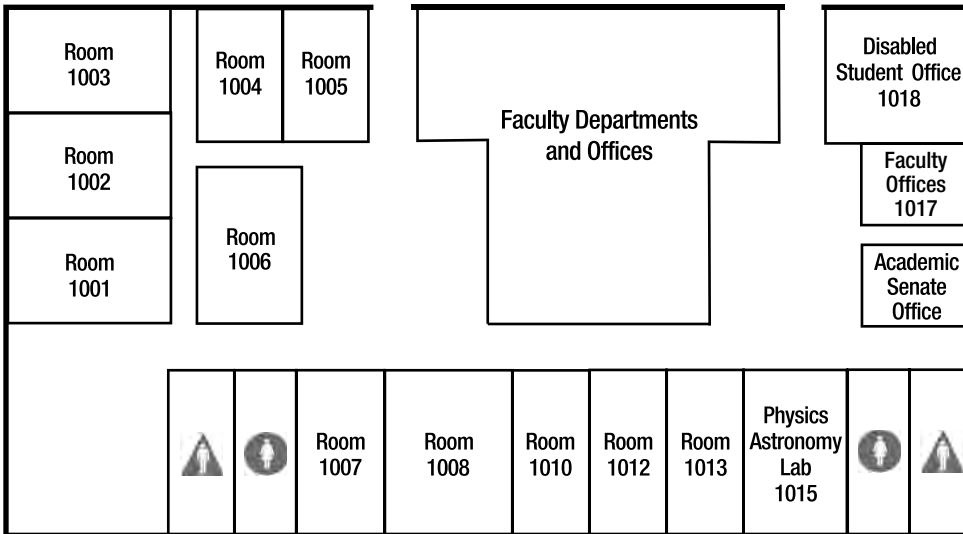 Room
1003
Room
1004
Room
1005
Faculty Departments
and Offices
Disabled
Student Office
1018
Room
1002
Faculty
Offices
1017
Room
1001
Room
1006
Academic
Senate
Office
Room
1007
Room
1008
Room
1010
Room
1012
Room
1013
Physics
Astronomy
Lab
1015